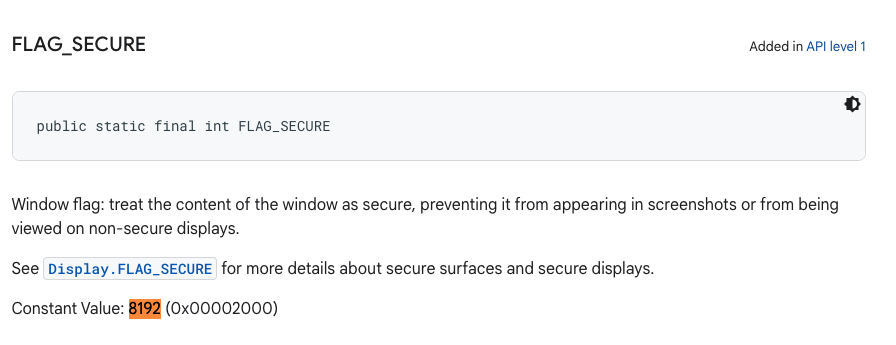 FLAG_SECURE
Added in API level 1
public static final int FLAG_SECURE
Window flag: treat the content of the window as secure, preventing it from appearing in screenshots or from being
viewed on non-secure displays.
See Display.FLAG_SECURE for more details about secure surfaces and secure displays.
Constant Value: 8192 (0x00002000)